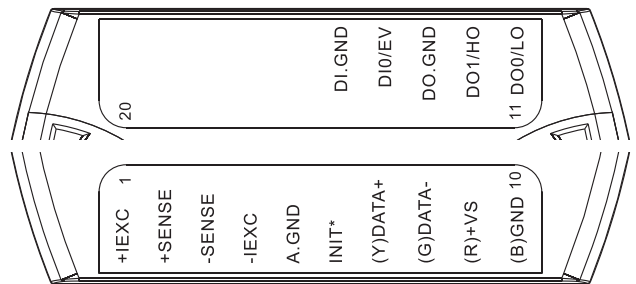 20
DI.GND
DI0/EV
DO.GND
DO1/HO
11 DO0/LO
+IEXC 1
+SENSE
-SENSE
-IEXC
A.GND
INIT*
(Y)DATA+
(G)DATA-
(R)+VS
(B)GND 10